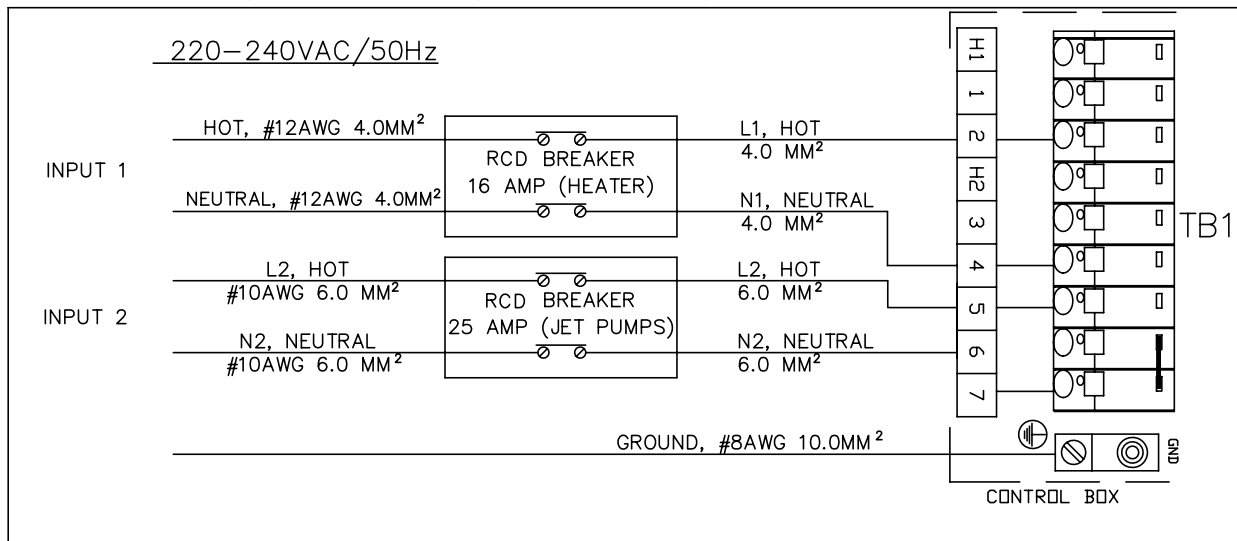 220-240VAC/50Hz
INPUT 1
HOT, #12AWG 4.0MM²
NEUTRAL, #12AWG 4.0MM²
RCD BREAKER
16 AMP (HEATER)
L1, HOT
4.0 MM²
N1, NEUTRAL
4.0 MM²
INPUT 2
L2, HOT
#10AWG 6.0 MM²
N2, NEUTRAL
#10AWG 6.0 MM²
RCD BREAKER
25 AMP (JET PUMPS)
L2, HOT
6.0 MM²
N2, NEUTRAL
6.0 MM²
GROUND, #8AWG 10.0MM²
H1
1
2
H2
3
4
5
6
7
TB1
GND
CONTROL BOX